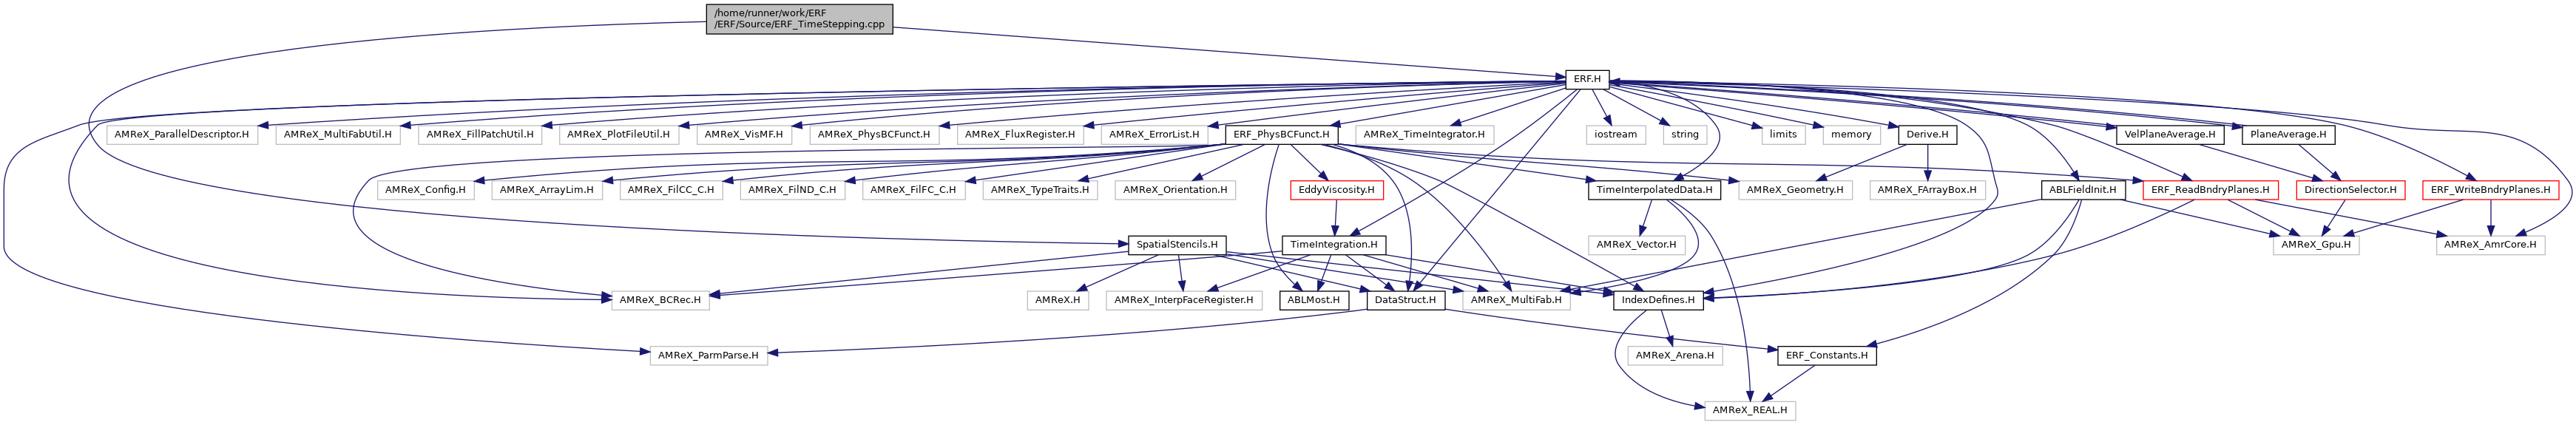 /home/runner/work/ERF
/ERF/Source/ERF_TimeStepping.cpp
ERF.H
AMReX_ParallelDescriptor.H
AMReX_MultiFabUtil.H
AMReX_FillPatchUtil.H
AMReX_PlotFileUtil.H
AMReX_VisMF.H
AMReX_PhysBCFunct.H
AMReX_FluxRegister.H
AMReX_ErrorList.H
ERF_PhysBCFunct.H
AMReX_TimeIntegrator.H
iostream
string
limits
memory
Derive.H
VelPlaneAverage.H
PlaneAverage.H
AMReX_Config.H
AMReX_ArrayLim.H
AMReX_FilCC_C.H
AMReX_FilND_C.H
AMReX_FilFC_C.H
AMReX_TypeTraits.H
AMReX_Orientation.H
EddyViscosity.H
TimeInterpolatedData.H
AMReX_Geometry.H
AMReX_FArrayBox.H
ABLFieldInit.H
ERF_ReadBndryPlanes.H
DirectionSelector.H
ERF_WriteBndryPlanes.H
SpatialStencils.H
TimeIntegration.H
AMReX_Vector.H
AMReX_Gpu.H
AMReX_AmrCore.H
AMReX_BCRec.H
AMReX.H
AMReX_InterpFaceRegister.H
ABLMost.H
DataStruct.H
AMReX_MultiFab.H
IndexDefines.H
AMReX_ParmParse.H
AMReX_Arena.H
ERF_Constants.H
AMReX_REAL.H